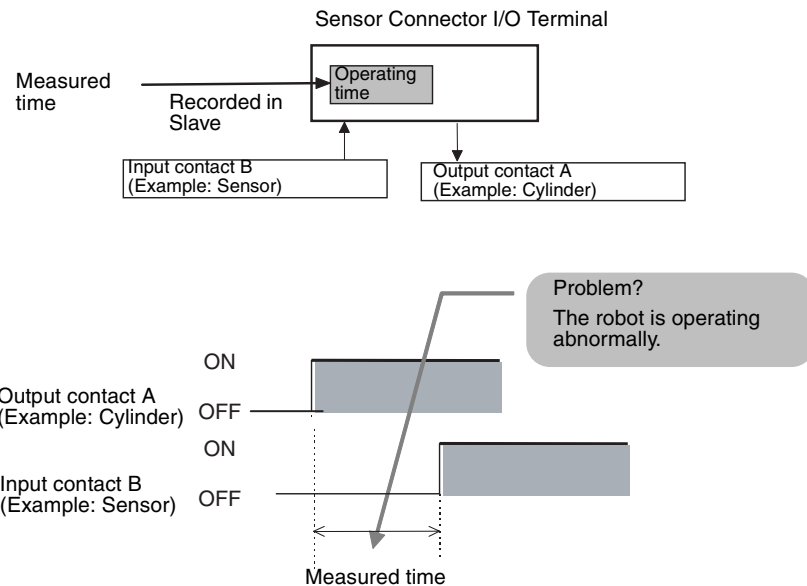 Sensor Connector I/O Terminal
Measured
time
Operating
time
Recorded in
Slave
Input contact B
(Example: Sensor)
Output contact A
(Example: Cylinder)
Problem?
The robot is operating
abnormally.
ON
Output contact A
(Example: Cylinder)
OFF
ON
Input contact B
(Example: Sensor)
OFF
Measured time